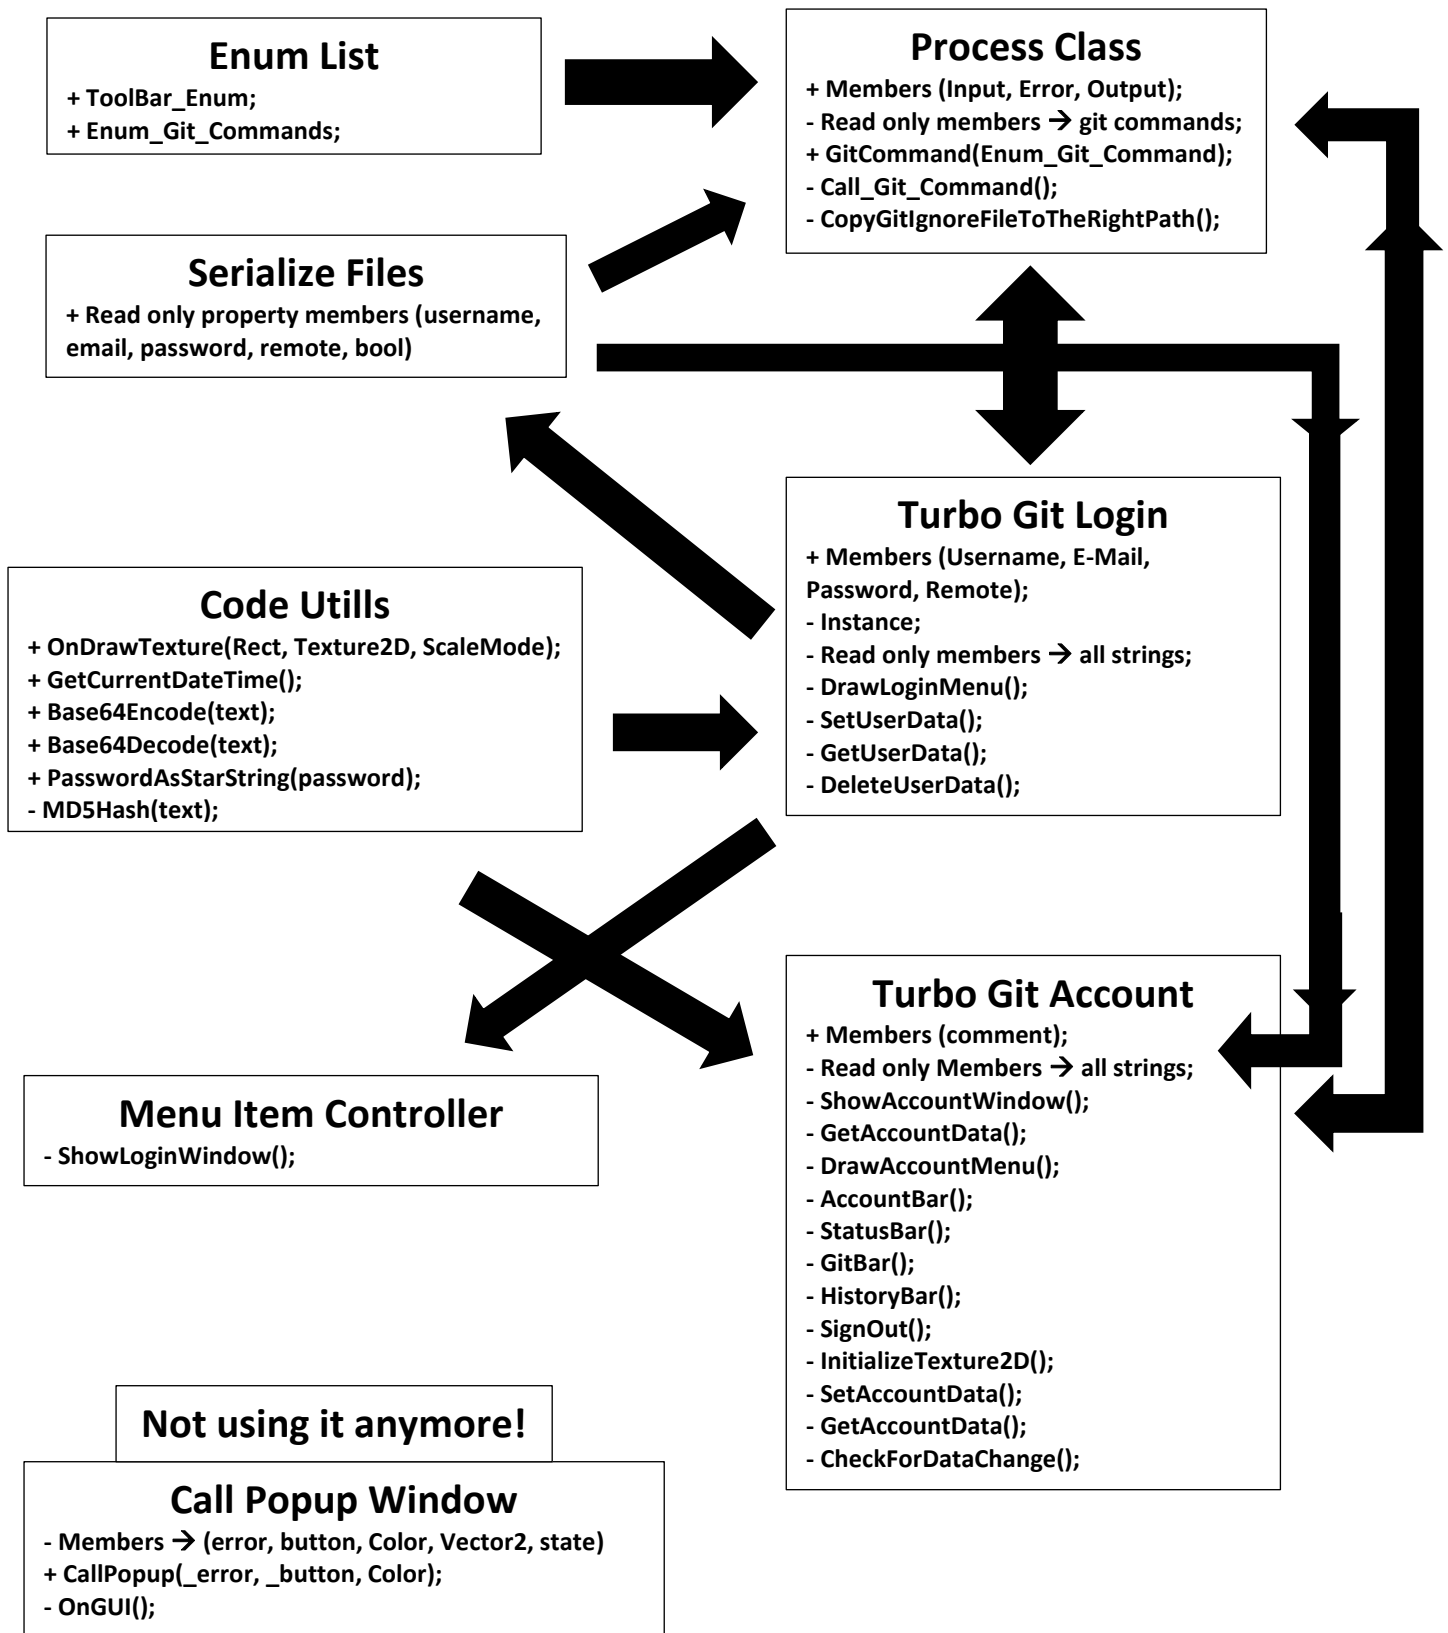 Enum List
+ ToolBar_Enum;
+ Enum_Git_Commands;
Process Class
+ Members (Input, Error, Output);
- Read only members → git commands;
+ GitCommand(Enum_Git_Command);
- Call_Git_Command();
- CopyGitIgnoreFileToTheRightPath();
Serialize Files
+ Read only property members (username,
email, password, remote, bool)
Turbo Git Login
+ Members (Username, E-Mail,
Password, Remote);
- Instance;
- Read only members → all strings;
- DrawLoginMenu();
- SetUserData();
- GetUserData();
- DeleteUserData();
Code Utills
+ OnDrawTexture(Rect, Texture2D, ScaleMode);
+ GetCurrentDateTime();
+ Base64Encode(text);
+ Base64Decode(text);
+ PasswordAsStarString(password);
- MD5Hash(text);
Turbo Git Account
+ Members (comment);
- Read only Members → all strings;
- ShowAccountWindow();
- GetAccountData();
- DrawAccountMenu();
- AccountBar();
- StatusBar();
- GitBar();
- HistoryBar();
- SignOut();
- InitializeTexture2D();
- SetAccountData();
- GetAccountData();
- CheckForDataChange();
Menu Item Controller
- ShowLoginWindow();
Not using it anymore!
Call Popup Window
- Members → (error, button, Color, Vector2, state)
+ CallPopup(_error, _button, Color);
- OnGUI();